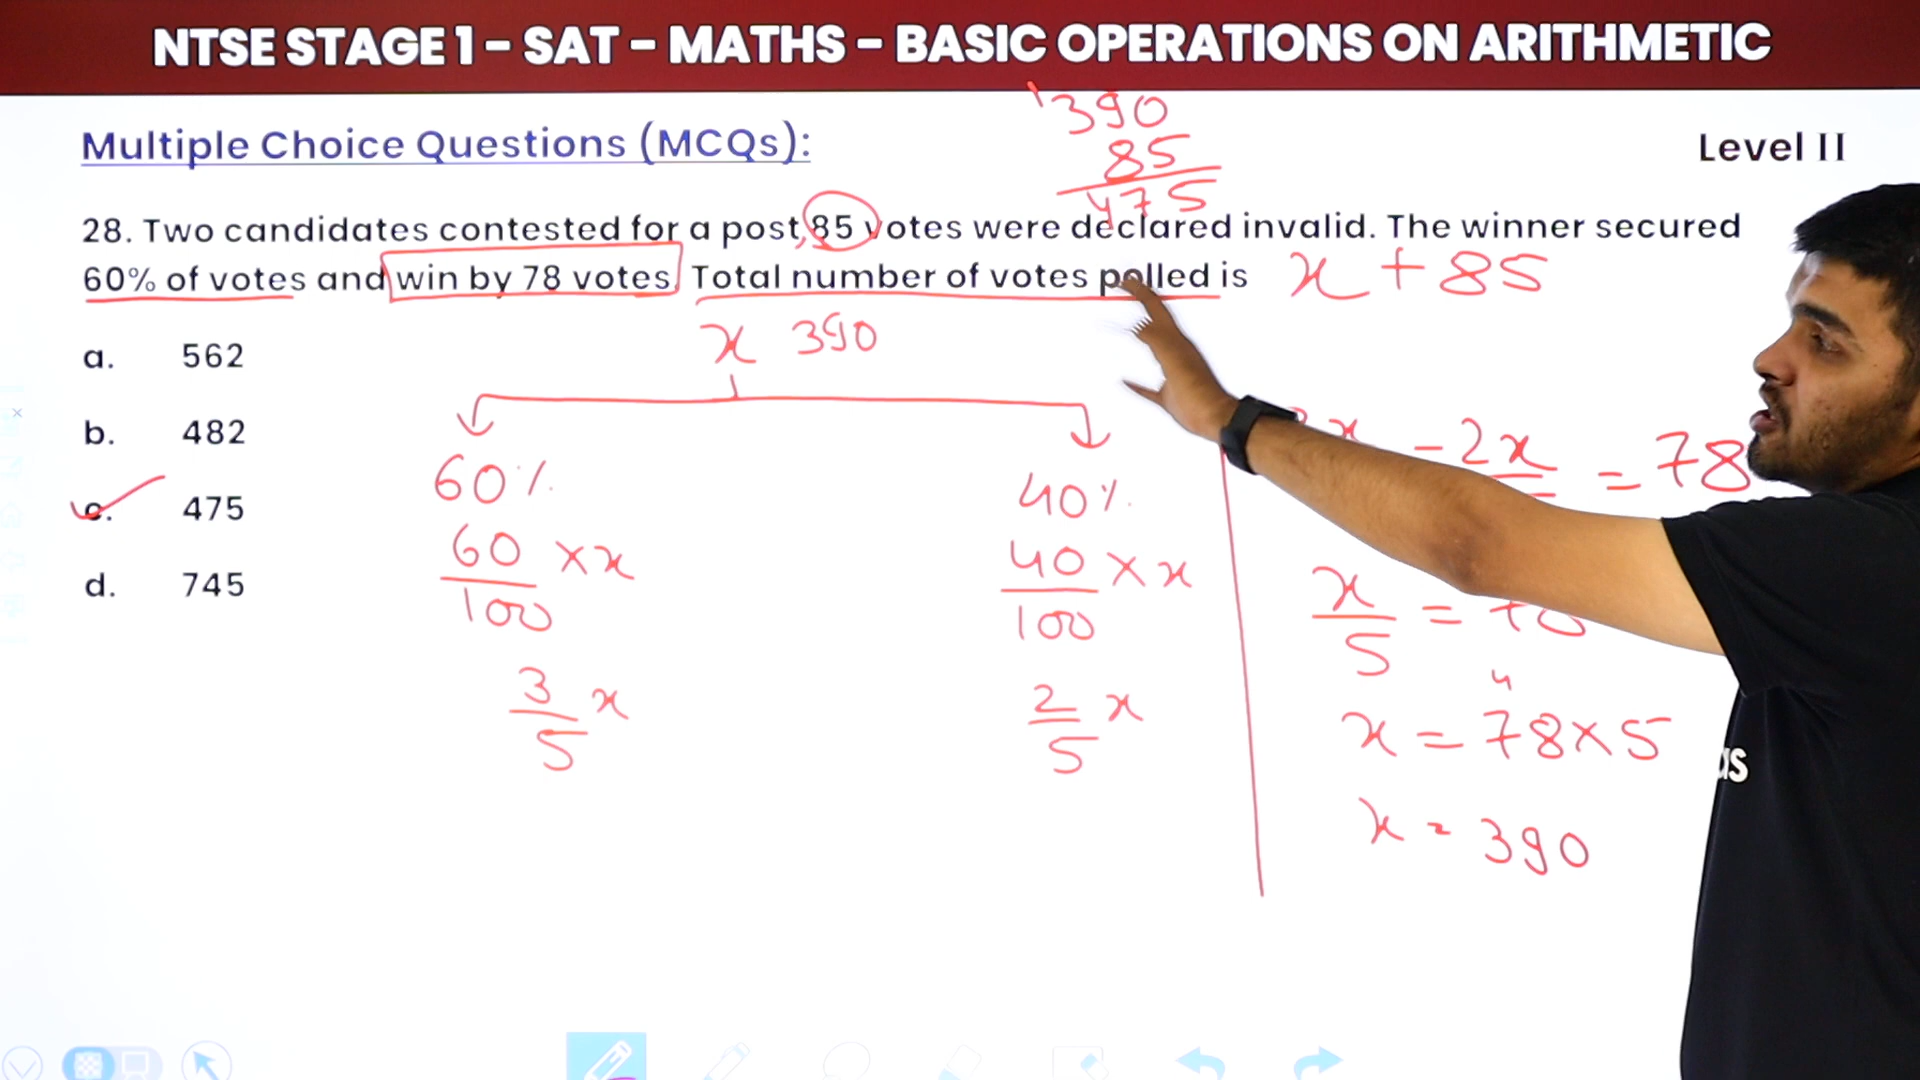 NTSE STAGE 1 – SAT – MATHS – BASIC OPERATIONS ON ARITHMETIC
Multiple Choice Questions (MCQs):
Level II
390
85
475
28. Two candidates contested for a post, 85 votes were declared invalid. The winner secured
60% of votes and win by 78 votes. Total number of votes polled is
x + 85
x 390
a. 562
b. 482
c. 475
d. 745
60%
60 × x
100
3 x
5
40%
40 × x
100
2 x
5
x - 2x = 78
x = 78
5
4
x = 78 × 5
x = 390